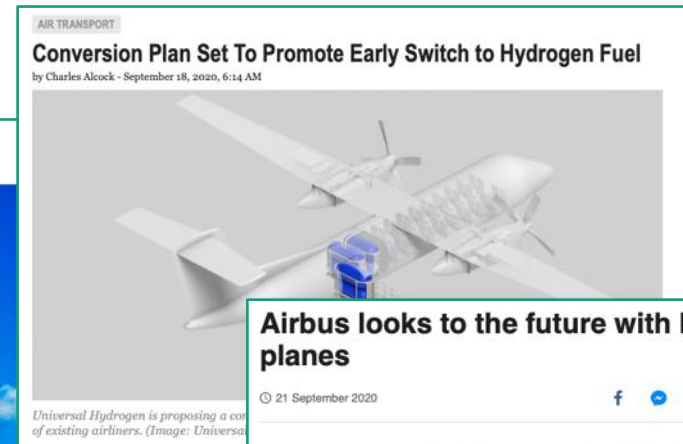 AIR TRANSPORT
Conversion Plan Set To Promote Early Switch to Hydrogen Fuel
by Charles Alcock - September 18, 2020, 6:14 AM
Universal Hydrogen is proposing a
of existing airliners. (Image:
Airbus looks to the future with
planes
21 September 2020
f